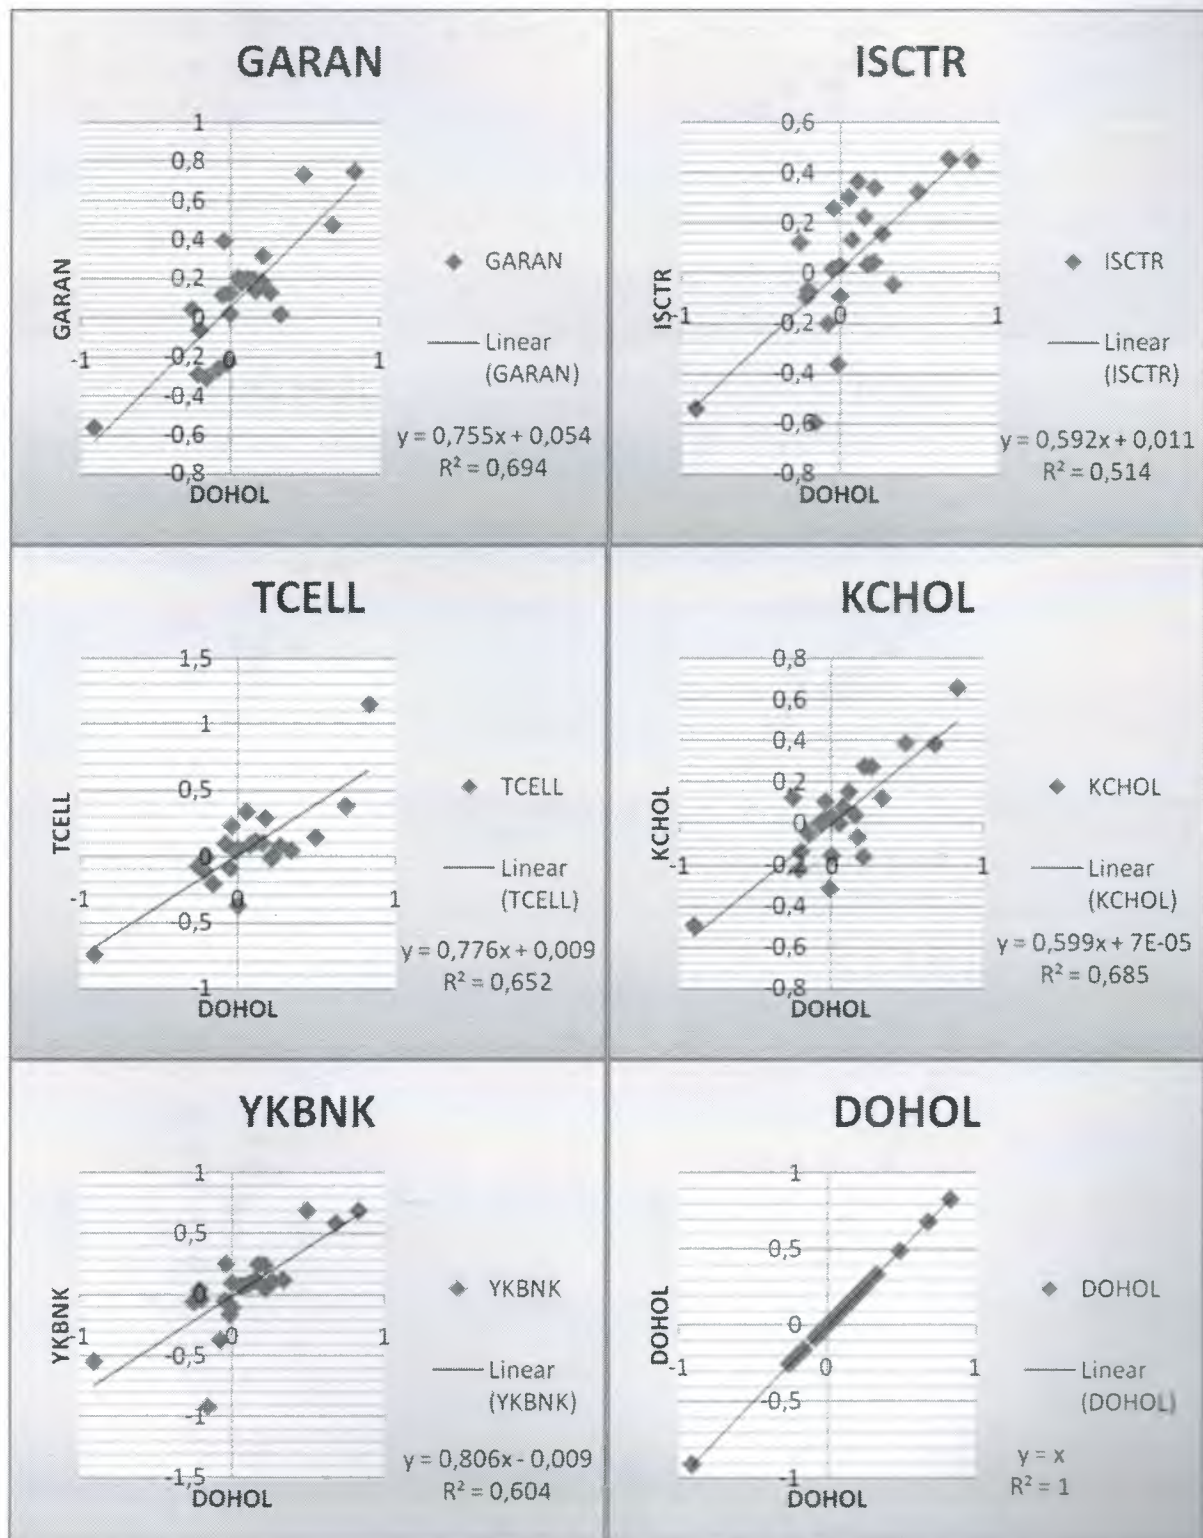 GARAN
1
0,8
0,6
0,4
0,2
0
-0,2
-0,4
-0,6
-0,8
-1
0
1
GARAN
DOHOL
GARAN
Linear
(GARAN)
y = 0,755x + 0,054
R² = 0,694
ISCTR
0,6
0,4
0,2
0
-0,2
-0,4
-0,6
-0,8
-1
0
1
ISCTR
DOHOL
ISCTR
Linear
(ISCTR)
y = 0,592x + 0,011
R² = 0,514
TCELL
1,5
1
0,5
0
-0,5
-1
-1
0
1
TCELL
DOHOL
TCELL
Linear
(TCELL)
y = 0,776x + 0,009
R² = 0,652
KCHOL
0,8
0,6
0,4
0,2
0
-0,2
-0,4
-0,6
-0,8
-1
0
1
KCHOL
DOHOL
KCHOL
Linear
(KCHOL)
y = 0,599x + 7E-05
R² = 0,685
YKBNK
1
0,5
0
-0,5
-1
-1,5
-1
0
1
YKBNK
DOHOL
YKBNK
Linear
(YKBNK)
y = 0,806x - 0,009
R² = 0,604
DOHOL
1
0,5
0
-0,5
-1
-1
0
1
DOHOL
DOHOL
DOHOL
Linear
(DOHOL)
y = x
R² = 1